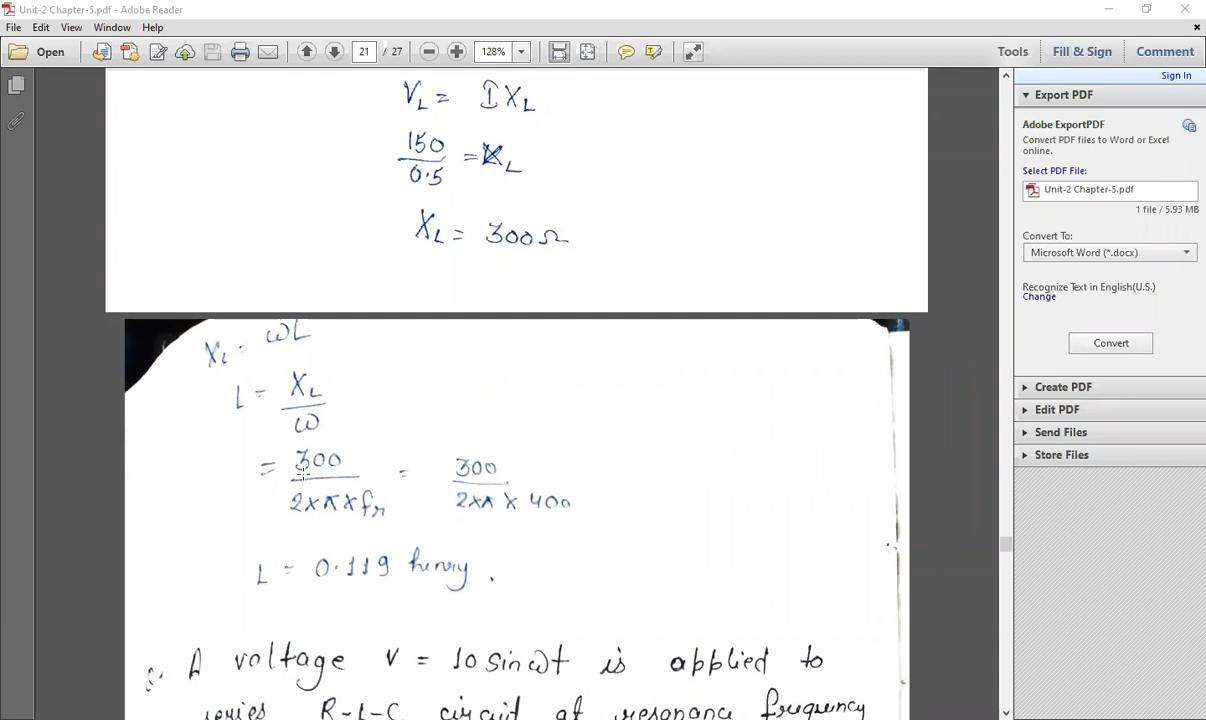 Unit-2 Chapter-5.pdf - Adobe Reader
File Edit View Window Help
Open 21 / 27 128% Tools Fill & Sign Comment
Sign In
V_L = I X_L
150/0.5 = X_L
X_L = 300 Ω
X_L = ωL
L = X_L/ω
= 300/(2×π×f_r) = 300/(2×π×400)
L = 0.119 henry.
A voltage V = 10 sin ωt is applied to
series R-L-C circuit at resonance frequency
Export PDF
Adobe ExportPDF
Convert PDF files to Word or Excel
online.
Select PDF File:
Unit-2 Chapter-5.pdf
1 file / 5.93 MB
Convert To:
Microsoft Word (*.docx)
Recognize Text in English(U.S.)
Change
Convert
Create PDF
Edit PDF
Send Files
Store Files